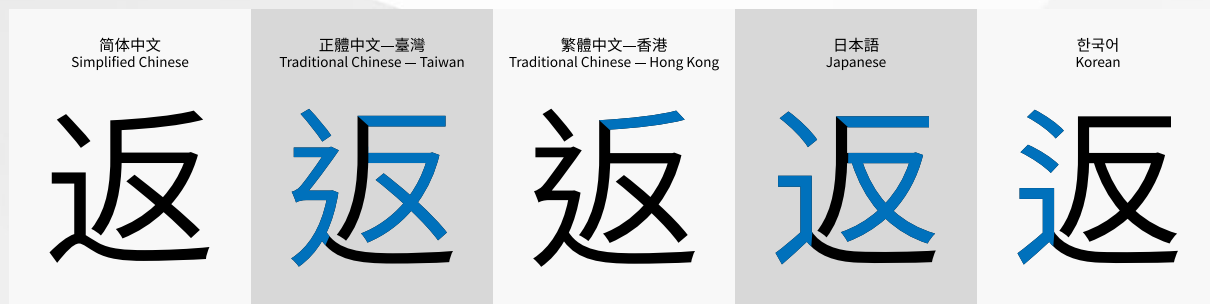 简体中文
Simplified Chinese
返
正體中文—臺灣
Traditional Chinese — Taiwan
返
繁體中文—香港
Traditional Chinese — Hong Kong
返
日本語
Japanese
返
한국어
Korean
返